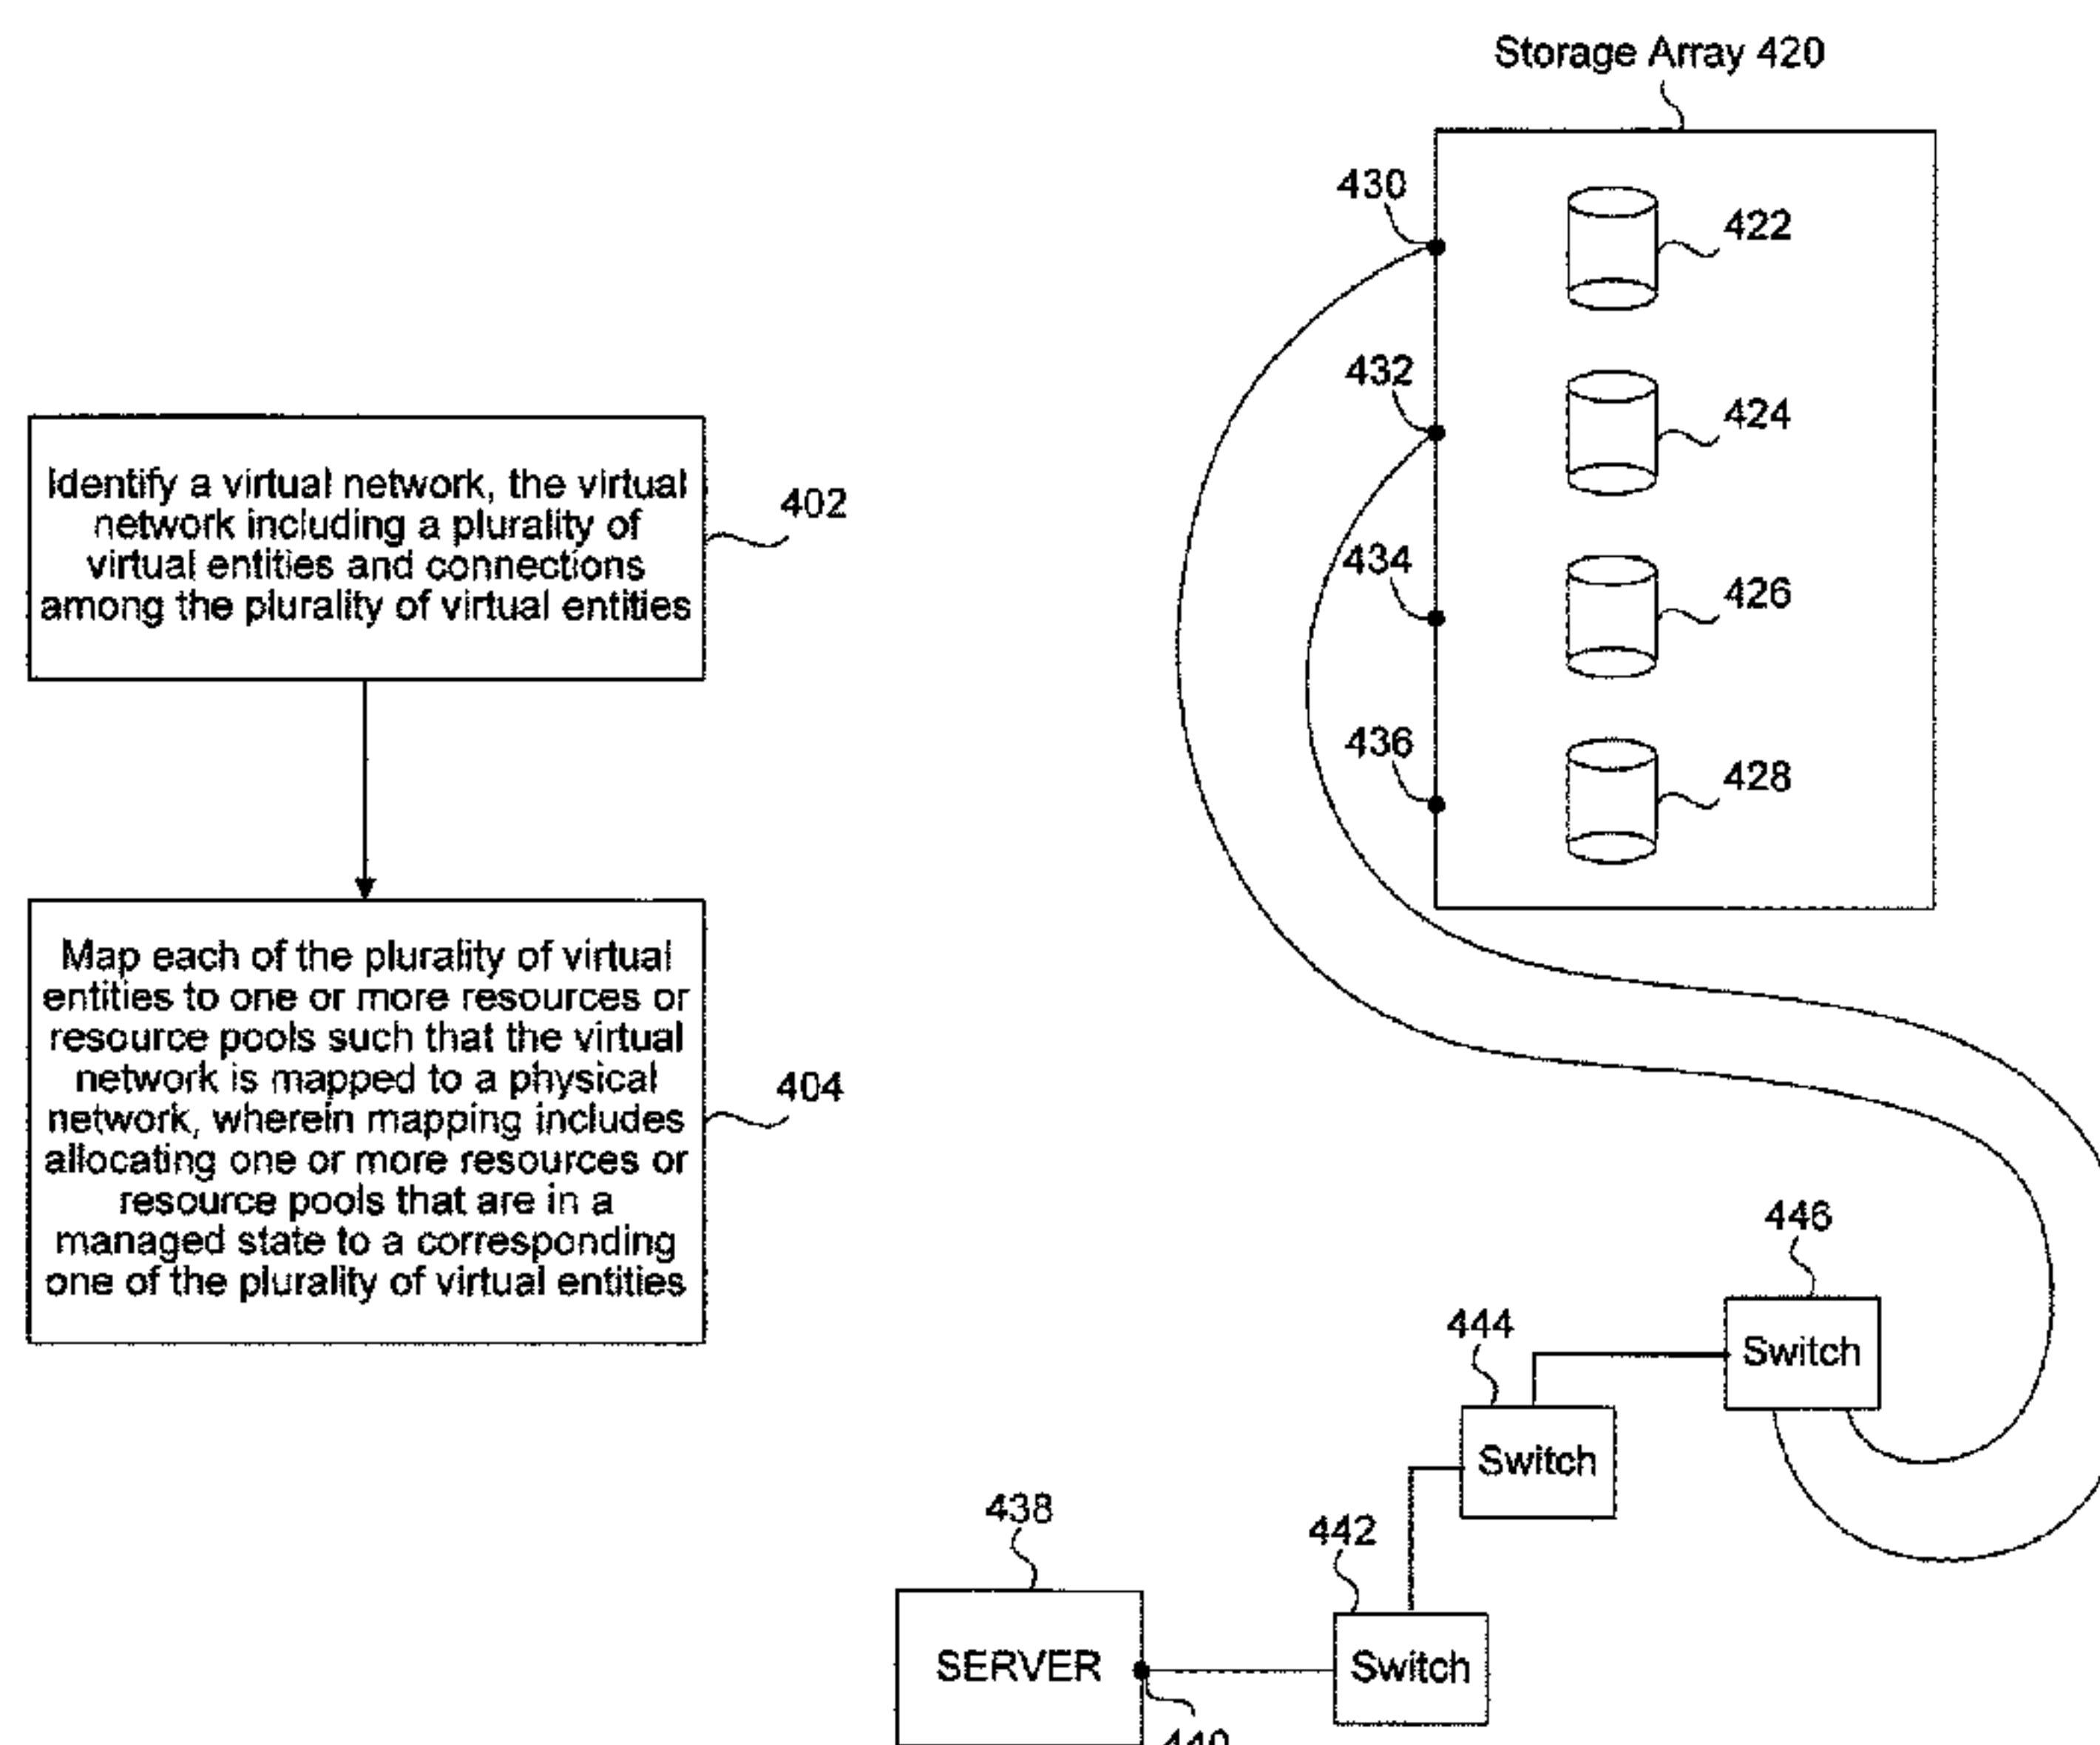 Storage Array 420
430
422
432
424
434
426
436
428
Identify a virtual network, the virtual
network including a plurality of
virtual entities and connections
among the plurality of virtual entities
402
Map each of the plurality of virtual
entities to one or more resources or
resource pools such that the virtual
network is mapped to a physical
network, wherein mapping includes
allocating one or more resources or
resource pools that are in a
managed state to a corresponding
one of the plurality of virtual entities
404
446
Switch
444
Switch
442
Switch
438
SERVER
440